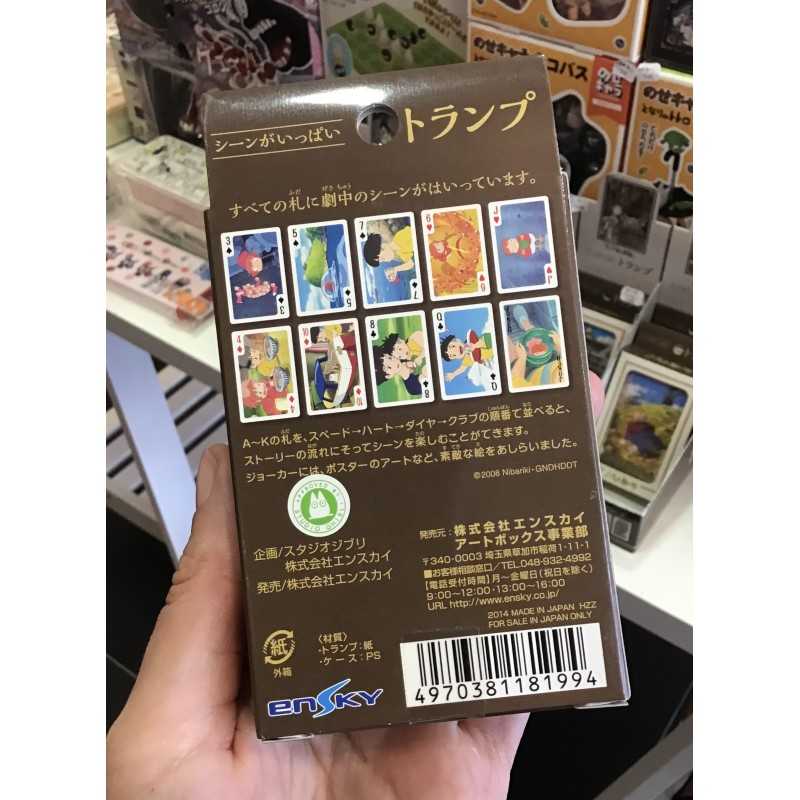 シーンがいっぱい トランプ
すべての札に劇中のシーンがはいっています。
3 5 7 6 J
4 10 8 Q
A〜Kの札を、スペード→ハート→ダイヤ→クラブの順番で並べると、
ストーリーの流れにそってシーンを楽しむことができます。
ジョーカーには、ポスターのアートなど、素敵な絵をあしらいました。
©2008 Nibariki-GNDHDDT
企画/スタジオジブリ
株式会社エンスカイ
発売/株式会社エンスカイ
発売元：株式会社エンスカイ
アートボックス事業部
〒340-0003 埼玉県草加市稲荷1-11-1
■お客様相談窓口/TEL.048-932-4992
【電話受付時間】月〜金曜日(祝日を除く)
9:00〜12:00・13:00〜16:00
URL http://www.ensky.co.jp/
2014 MADE IN JAPAN HZZ
FOR SALE IN JAPAN ONLY
紙
外箱
〈材質〉
・トランプ：紙
・ケース：PS
ensky
4970381181994
トランプ